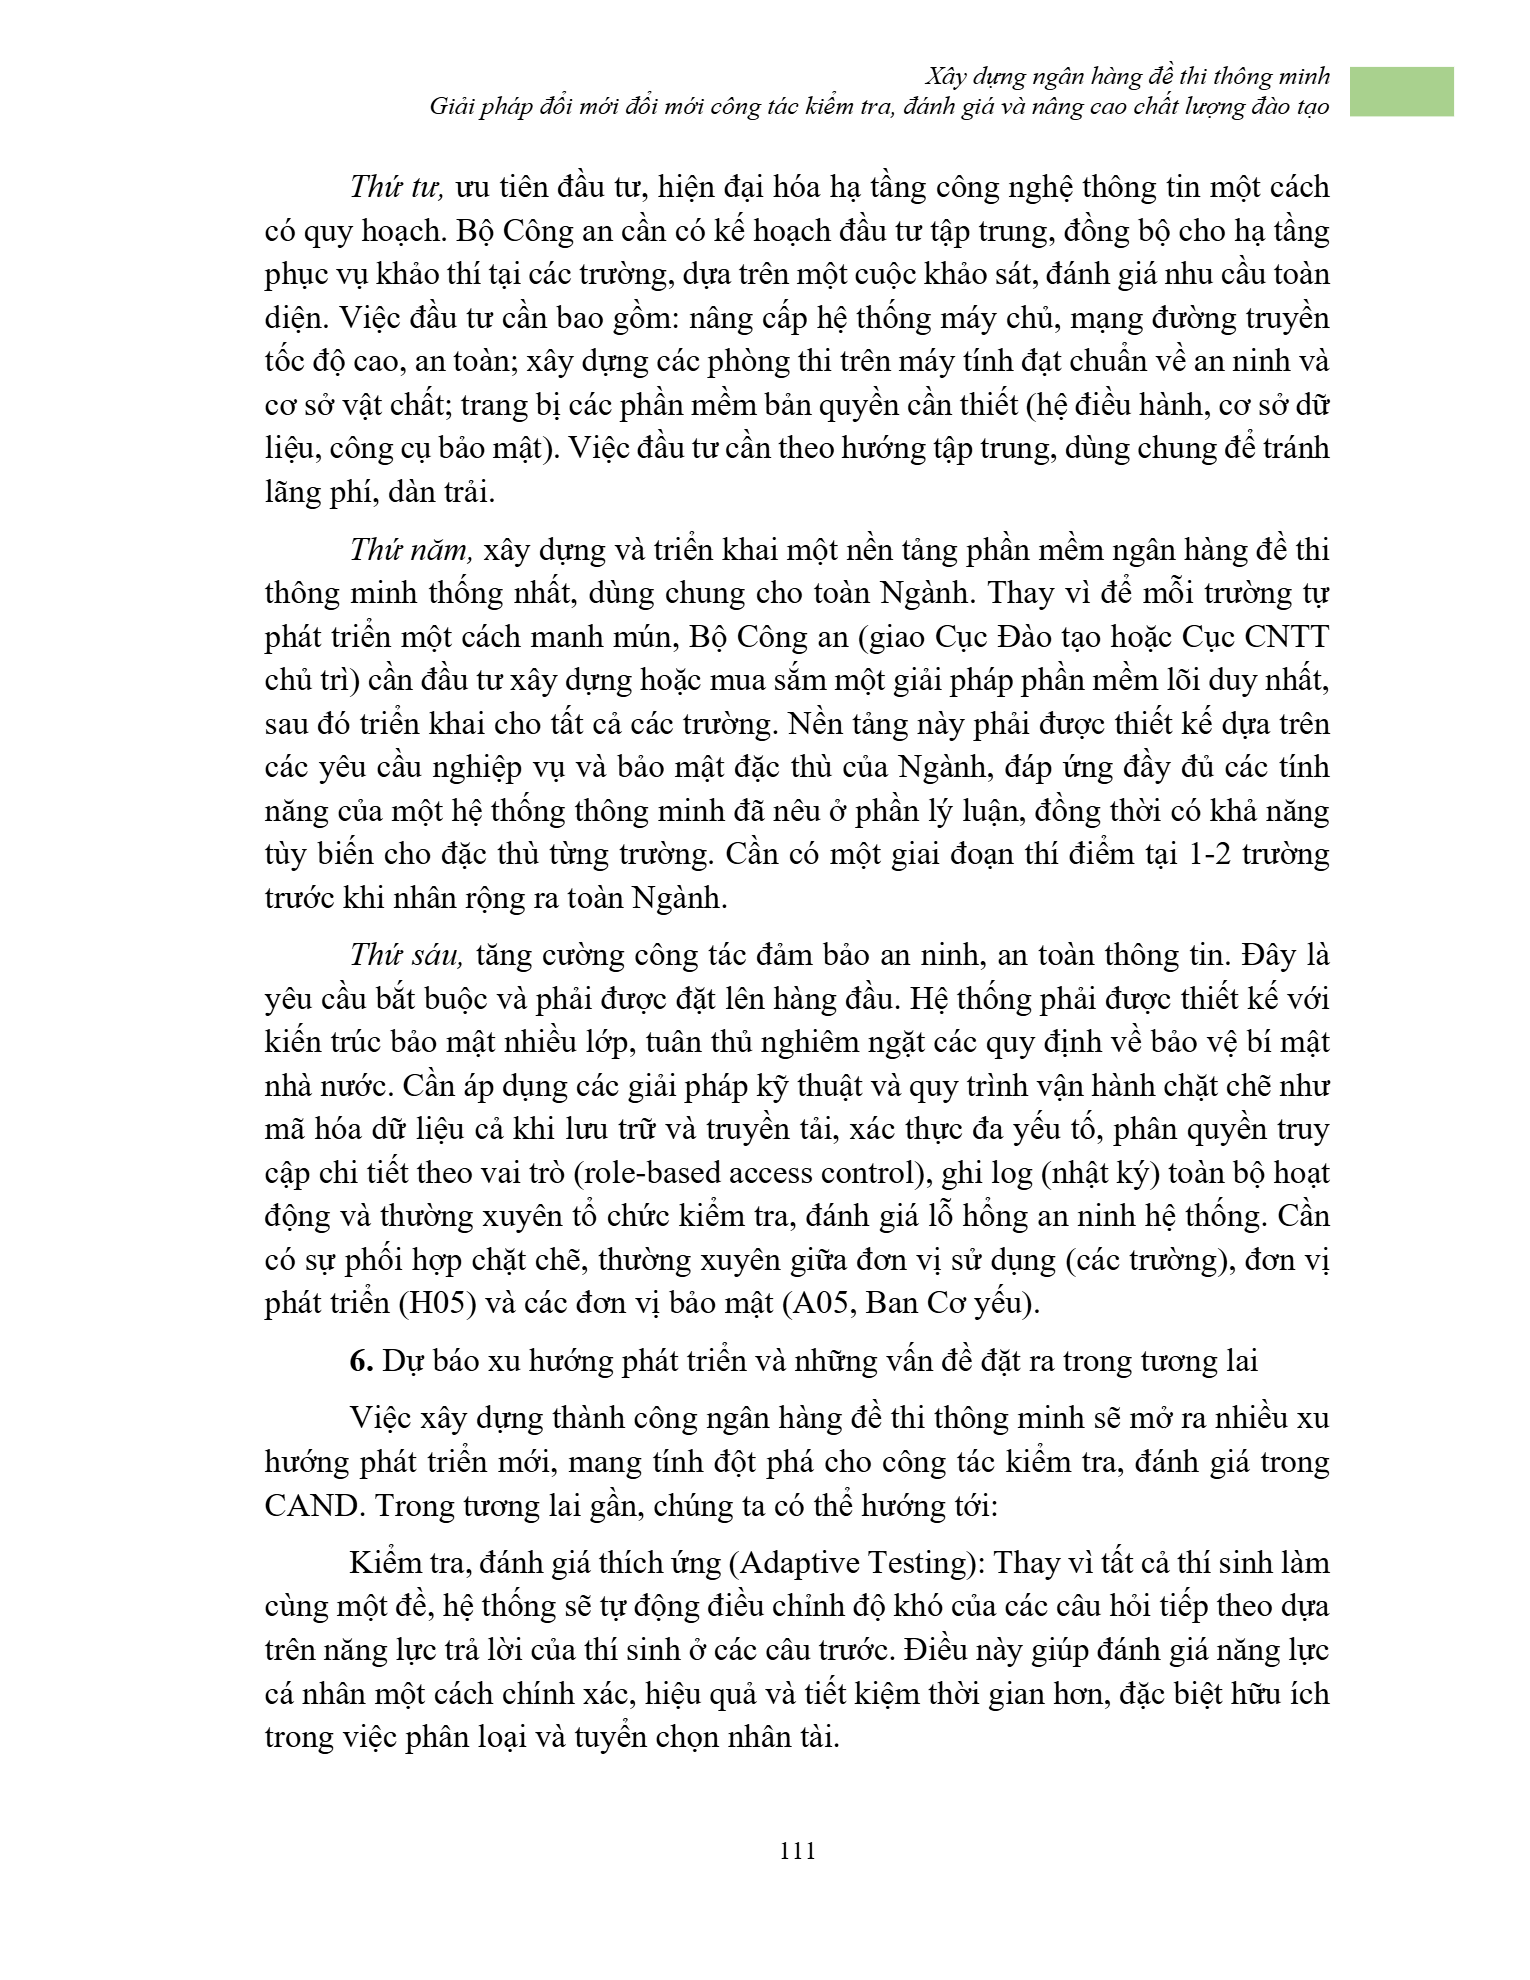 Xây dựng ngân hàng đề thi thông minh
Giải pháp đổi mới đổi mới công tác kiểm tra, đánh giá và nâng cao chất lượng đào tạo
Thứ tư, ưu tiên đầu tư, hiện đại hóa hạ tầng công nghệ thông tin một cách
có quy hoạch. Bộ Công an cần có kế hoạch đầu tư tập trung, đồng bộ cho hạ tầng
phục vụ khảo thí tại các trường, dựa trên một cuộc khảo sát, đánh giá nhu cầu toàn
diện. Việc đầu tư cần bao gồm: nâng cấp hệ thống máy chủ, mạng đường truyền
tốc độ cao, an toàn; xây dựng các phòng thi trên máy tính đạt chuẩn về an ninh và
cơ sở vật chất; trang bị các phần mềm bản quyền cần thiết (hệ điều hành, cơ sở dữ
liệu, công cụ bảo mật). Việc đầu tư cần theo hướng tập trung, dùng chung để tránh
lãng phí, dàn trải.
Thứ năm, xây dựng và triển khai một nền tảng phần mềm ngân hàng đề thi
thông minh thống nhất, dùng chung cho toàn Ngành. Thay vì để mỗi trường tự
phát triển một cách manh mún, Bộ Công an (giao Cục Đào tạo hoặc Cục CNTT
chủ trì) cần đầu tư xây dựng hoặc mua sắm một giải pháp phần mềm lõi duy nhất,
sau đó triển khai cho tất cả các trường. Nền tảng này phải được thiết kế dựa trên
các yêu cầu nghiệp vụ và bảo mật đặc thù của Ngành, đáp ứng đầy đủ các tính
năng của một hệ thống thông minh đã nêu ở phần lý luận, đồng thời có khả năng
tùy biến cho đặc thù từng trường. Cần có một giai đoạn thí điểm tại 1-2 trường
trước khi nhân rộng ra toàn Ngành.
Thứ sáu, tăng cường công tác đảm bảo an ninh, an toàn thông tin. Đây là
yêu cầu bắt buộc và phải được đặt lên hàng đầu. Hệ thống phải được thiết kế với
kiến trúc bảo mật nhiều lớp, tuân thủ nghiêm ngặt các quy định về bảo vệ bí mật
nhà nước. Cần áp dụng các giải pháp kỹ thuật và quy trình vận hành chặt chẽ như
mã hóa dữ liệu cả khi lưu trữ và truyền tải, xác thực đa yếu tố, phân quyền truy
cập chi tiết theo vai trò (role-based access control), ghi log (nhật ký) toàn bộ hoạt
động và thường xuyên tổ chức kiểm tra, đánh giá lỗ hổng an ninh hệ thống. Cần
có sự phối hợp chặt chẽ, thường xuyên giữa đơn vị sử dụng (các trường), đơn vị
phát triển (H05) và các đơn vị bảo mật (A05, Ban Cơ yếu).
6. Dự báo xu hướng phát triển và những vấn đề đặt ra trong tương lai
Việc xây dựng thành công ngân hàng đề thi thông minh sẽ mở ra nhiều xu
hướng phát triển mới, mang tính đột phá cho công tác kiểm tra, đánh giá trong
CAND. Trong tương lai gần, chúng ta có thể hướng tới:
Kiểm tra, đánh giá thích ứng (Adaptive Testing): Thay vì tất cả thí sinh làm
cùng một đề, hệ thống sẽ tự động điều chỉnh độ khó của các câu hỏi tiếp theo dựa
trên năng lực trả lời của thí sinh ở các câu trước. Điều này giúp đánh giá năng lực
cá nhân một cách chính xác, hiệu quả và tiết kiệm thời gian hơn, đặc biệt hữu ích
trong việc phân loại và tuyển chọn nhân tài.
111